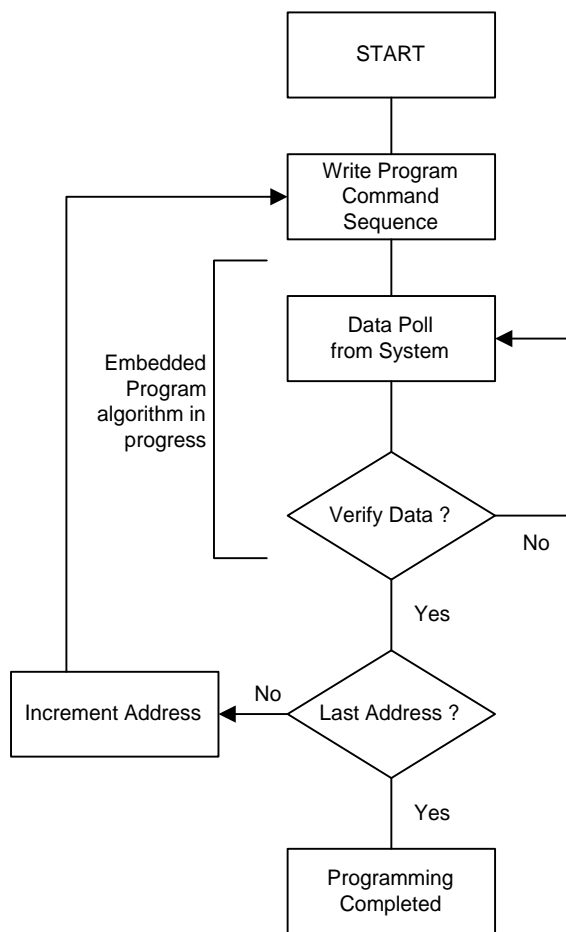 START
Write Program
Command
Sequence
Data Poll
from System
Embedded
Program
algorithm in
progress
Verify Data ?
No
Yes
No
Increment Address
Last Address ?
Yes
Programming
Completed